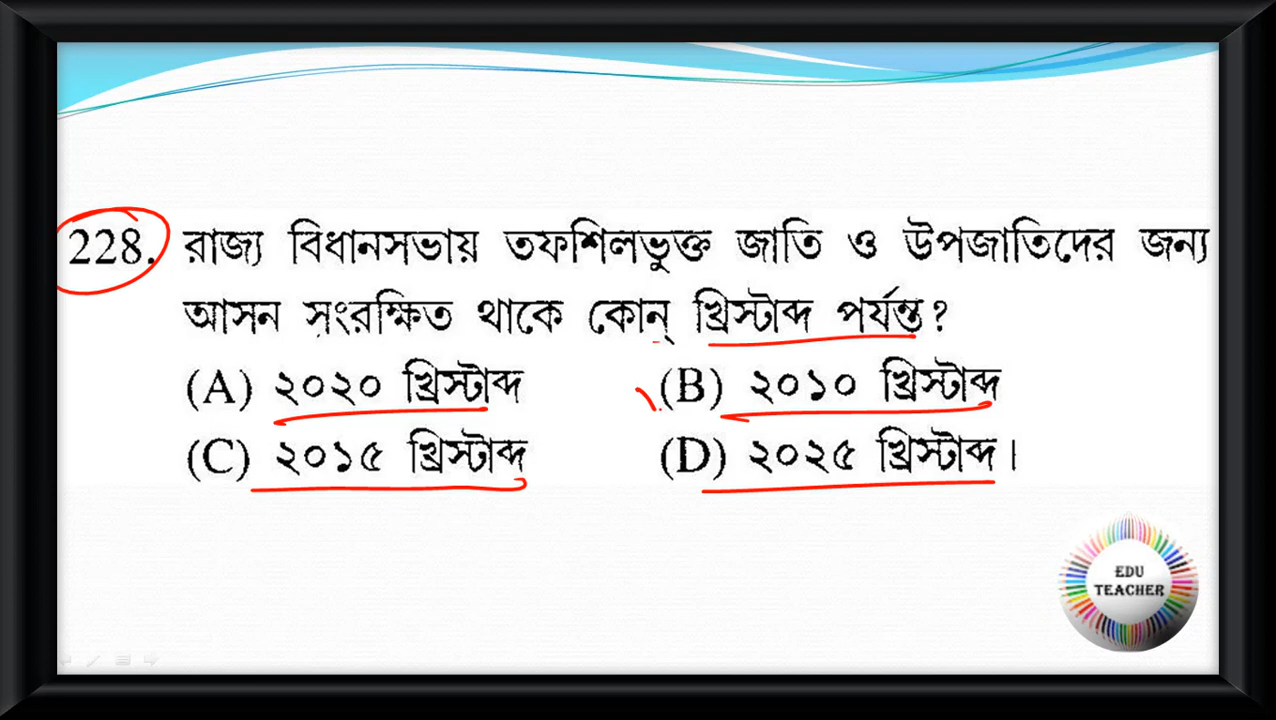 228. রাজ্য বিধানসভায় তফশিলভুক্ত জাতি ও উপজাতিদের জন্য
আসন সংরক্ষিত থাকে কোন্ খ্রিস্টাব্দ পর্যন্ত?
(A) ২০২০ খ্রিস্টাব্দ (B) ২০১০ খ্রিস্টাব্দ
(C) ২০১৫ খ্রিস্টাব্দ (D) ২০২৫ খ্রিস্টাব্দ।
EDU
TEACHER